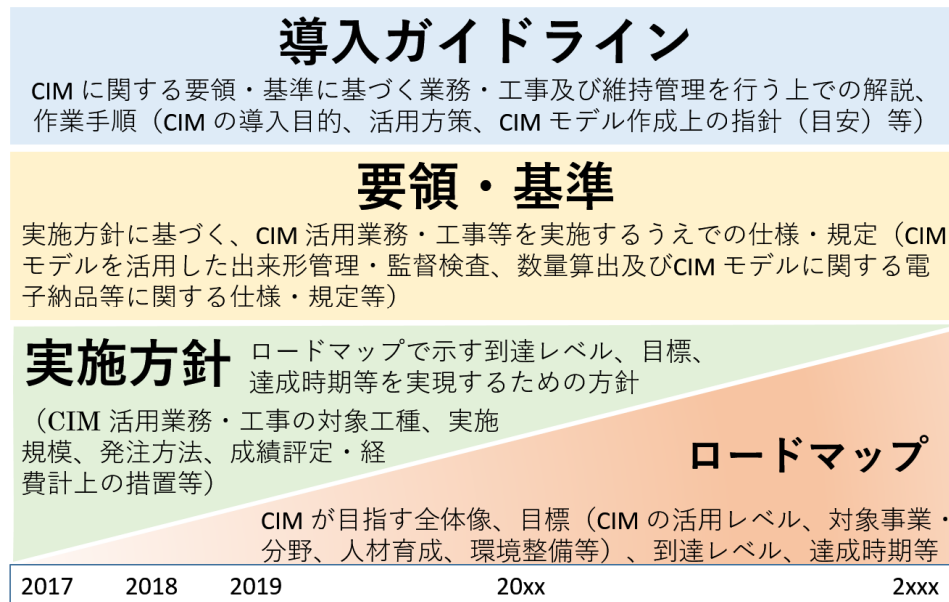 導入ガイドライン
CIM に関する要領・基準に基づく業務・工事及び維持管理を行う上での解説、
作業手順（CIM の導入目的、活用方策、CIM モデル作成上の指針（目安）等）
要領・基準
実施方針に基づく、CIM 活用業務・工事等を実施するうえでの仕様・規定（CIM
モデルを活用した出来形管理・監督検査、数量算出及びCIM モデルに関する電
子納品等に関する仕様・規定等）
実施方針
ロードマップで示す到達レベル、目標、
達成時期等を実現するための方針
（CIM 活用業務・工事の対象工種、実施
規模、発注方法、成績評定・経
費計上の措置等）
ロードマップ
CIM が目指す全体像、目標（CIM の活用レベル、対象事業・
分野、人材育成、環境整備等）、到達レベル、達成時期等
2017 2018 2019 20xx 2xxx